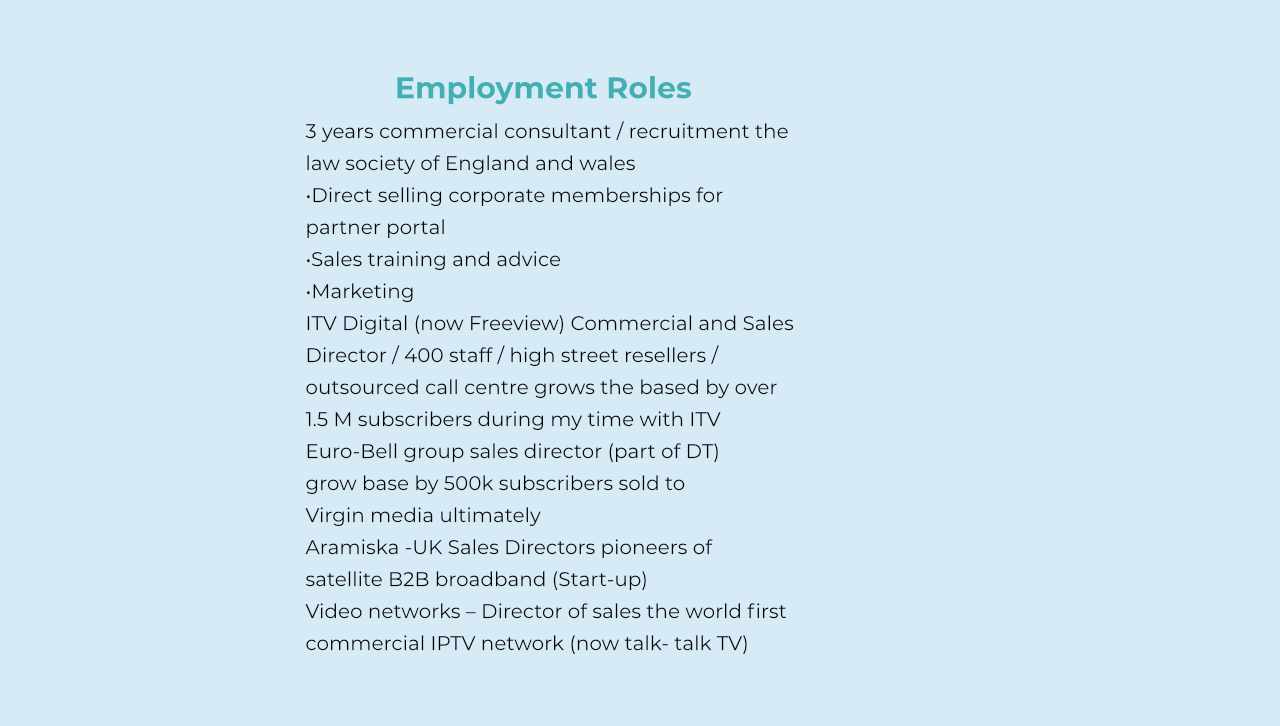 Employment Roles
3 years commercial consultant / recruitment the
law society of England and wales
•Direct selling corporate memberships for
partner portal
•Sales training and advice
•Marketing
ITV Digital (now Freeview) Commercial and Sales
Director / 400 staff / high street resellers /
outsourced call centre grows the based by over
1.5 M subscribers during my time with ITV
Euro-Bell group sales director (part of DT)
grow base by 500k subscribers sold to
Virgin media ultimately
Aramiska -UK Sales Directors pioneers of
satellite B2B broadband (Start-up)
Video networks – Director of sales the world first
commercial IPTV network (now talk- talk TV)